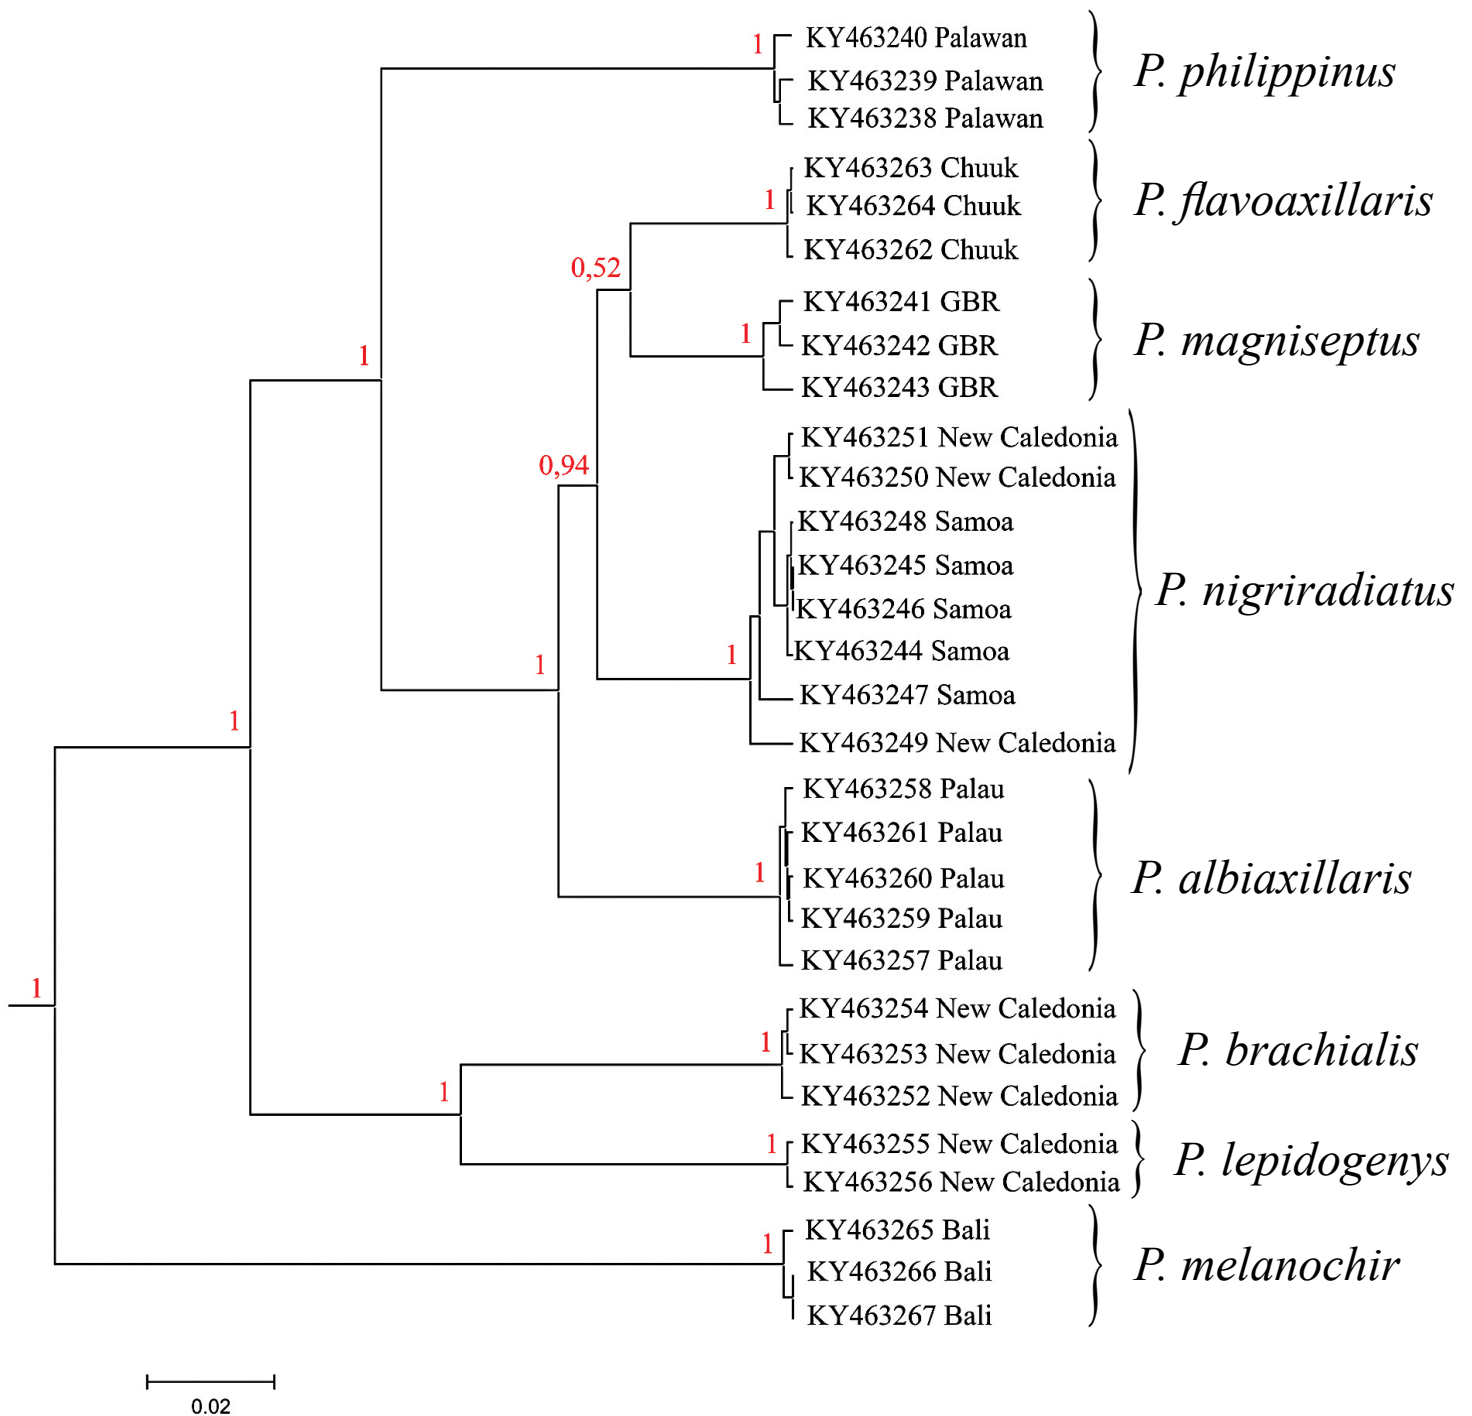 1
KY463240 Palawan
KY463239 Palawan
KY463238 Palawan
P. philippinus
KY463263 Chuuk
1
KY463264 Chuuk
KY463262 Chuuk
P. flavoaxillaris
0,52
KY463241 GBR
1
KY463242 GBR
KY463243 GBR
P. magniseptus
1
KY463251 New Caledonia
0,94
KY463250 New Caledonia
KY463248 Samoa
KY463245 Samoa
KY463246 Samoa
1
1
KY463244 Samoa
KY463247 Samoa
KY463249 New Caledonia
P. nigriradiatus
1
KY463258 Palau
KY463261 Palau
1
KY463260 Palau
KY463259 Palau
KY463257 Palau
P. albiaxillaris
1
KY463254 New Caledonia
1
KY463253 New Caledonia
KY463252 New Caledonia
P. brachialis
1
1
KY463255 New Caledonia
KY463256 New Caledonia
P. lepidogenys
KY463265 Bali
1
KY463266 Bali
KY463267 Bali
P. melanochir
0.02